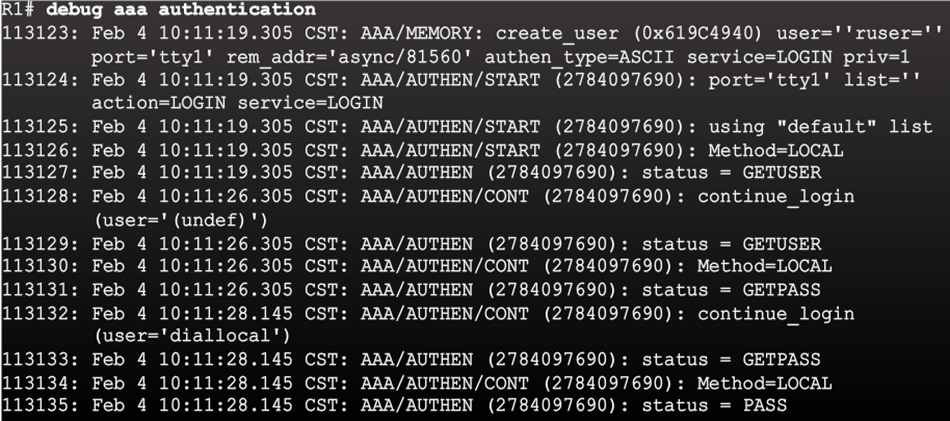 R1# debug aaa authentication
113123: Feb 4 10:11:19.305 CST: AAA/MEMORY: create_user (0x619C4940) user=''ruser=''
port='tty1' rem_addr='async/81560' authen_type=ASCII service=LOGIN priv=1
113124: Feb 4 10:11:19.305 CST: AAA/AUTHEN/START (2784097690): port='tty1' list=''
action=LOGIN service=LOGIN
113125: Feb 4 10:11:19.305 CST: AAA/AUTHEN/START (2784097690): using "default" list
113126: Feb 4 10:11:19.305 CST: AAA/AUTHEN/START (2784097690): Method=LOCAL
113127: Feb 4 10:11:19.305 CST: AAA/AUTHEN (2784097690): status = GETUSER
113128: Feb 4 10:11:26.305 CST: AAA/AUTHEN/CONT (2784097690): continue_login
(user='(undef)')
113129: Feb 4 10:11:26.305 CST: AAA/AUTHEN (2784097690): status = GETUSER
113130: Feb 4 10:11:26.305 CST: AAA/AUTHEN/CONT (2784097690): Method=LOCAL
113131: Feb 4 10:11:26.305 CST: AAA/AUTHEN (2784097690): status = GETPASS
113132: Feb 4 10:11:28.145 CST: AAA/AUTHEN/CONT (2784097690): continue_login
(user='diallocal')
113133: Feb 4 10:11:28.145 CST: AAA/AUTHEN (2784097690): status = GETPASS
113134: Feb 4 10:11:28.145 CST: AAA/AUTHEN/CONT (2784097690): Method=LOCAL
113135: Feb 4 10:11:28.145 CST: AAA/AUTHEN (2784097690): status = PASS